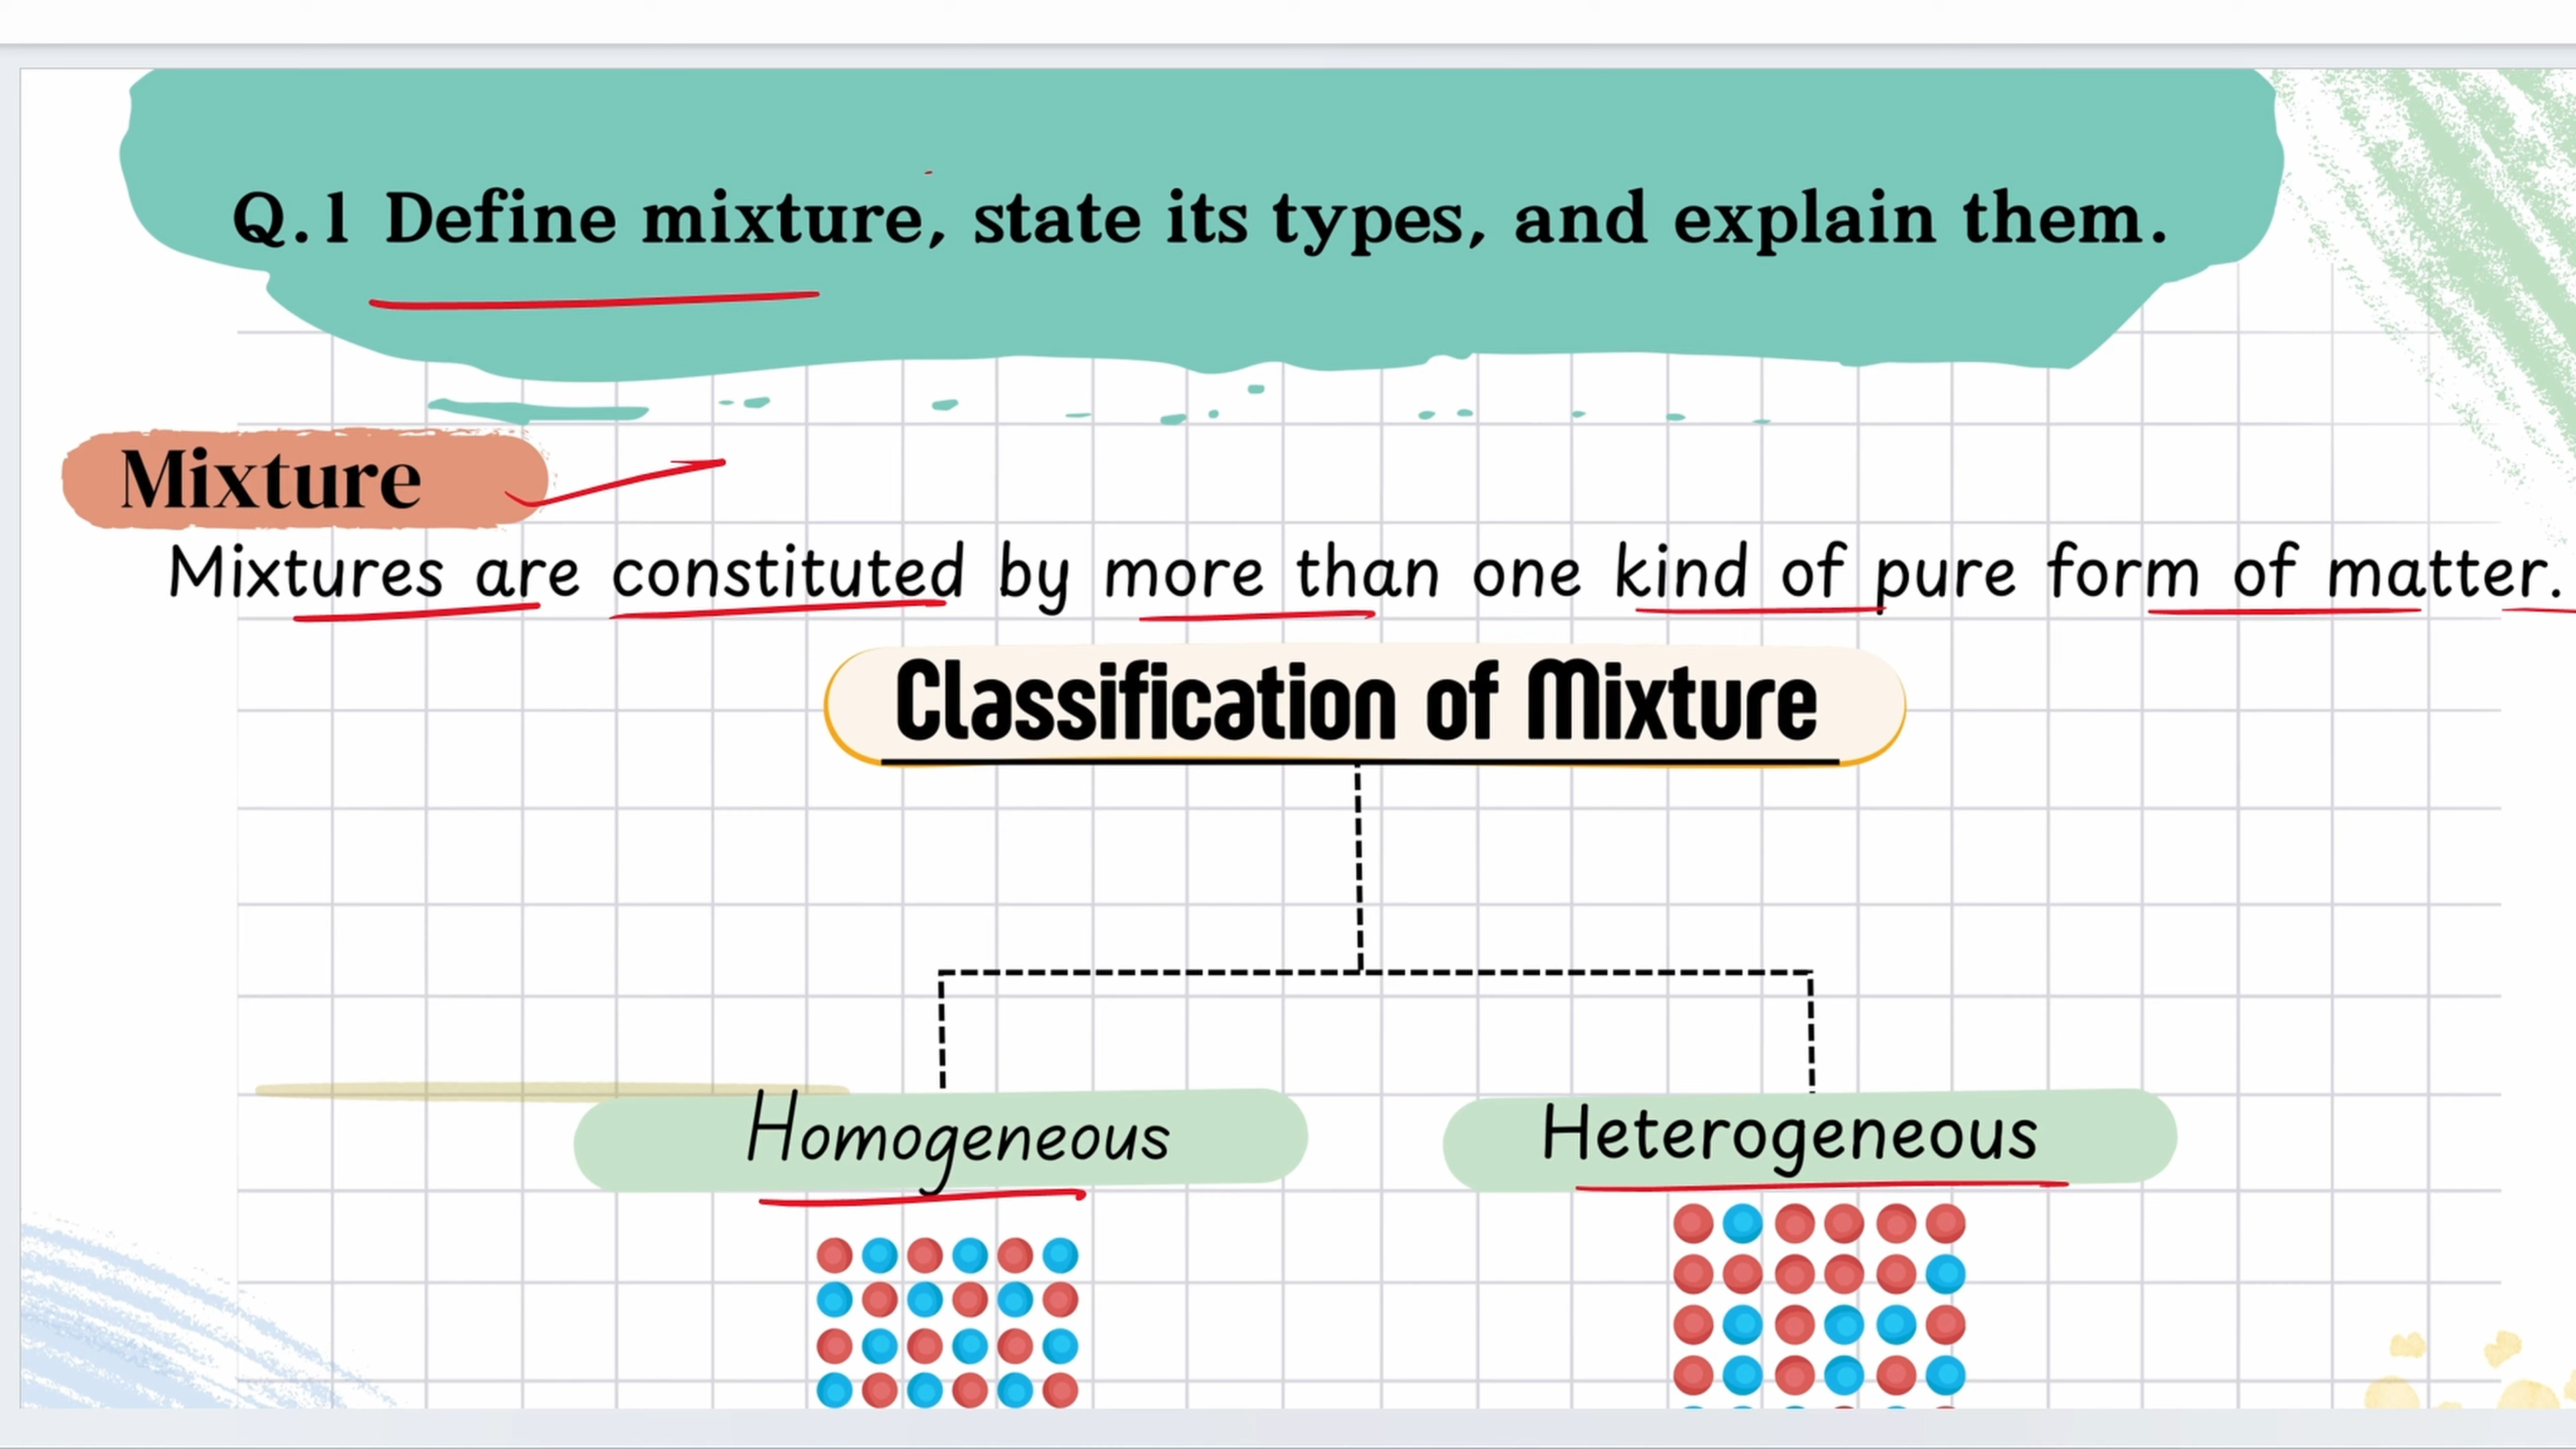 Q.1 Define mixture, state its types, and explain them.
Mixture
Mixtures are constituted by more than one kind of pure form of matter.
Classification of Mixture
Homogeneous
Heterogeneous